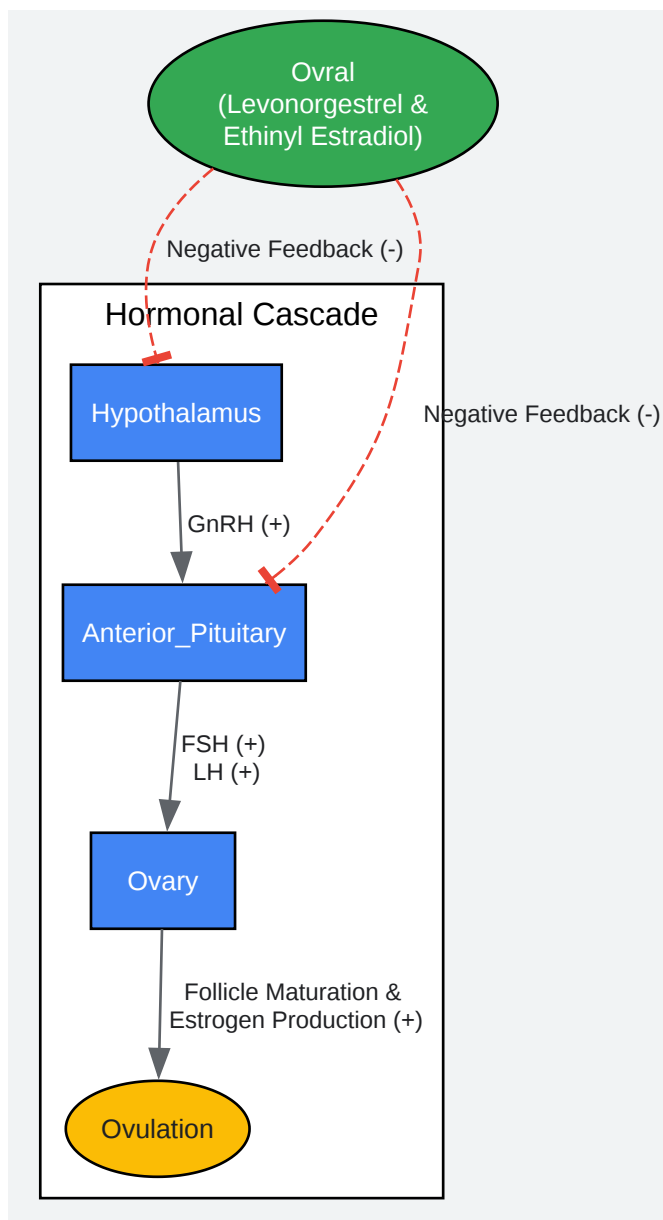 Ovral
(Levonorgestrel &
Ethinyl Estradiol)
Negative Feedback (-)
Hormonal Cascade
Hypothalamus
Negative Feedback (-)
GnRH (+)
Anterior_Pituitary
FSH (+)
LH (+)
Ovary
Follicle Maturation &
Estrogen Production (+)
Ovulation